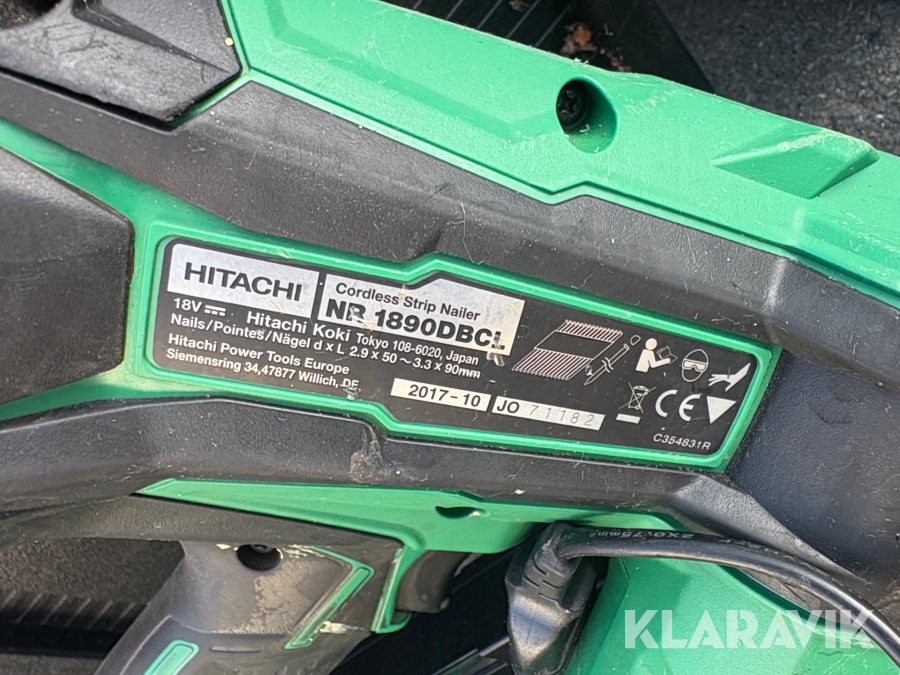 HITACHI
Cordless Strip Nailer
NR 1890DBCL
18V
Hitachi Koki Tokyo 108-6020, Japan
Nails/Pointes/Nägel d x L 2.9 x 50 ~ 3.3 x 90mm
Hitachi Power Tools Europe
Siemensring 34,47877 Willich, DE
2017-10
JO 71182
CE
C354831R
2X0.75mm²
KLARAVIK